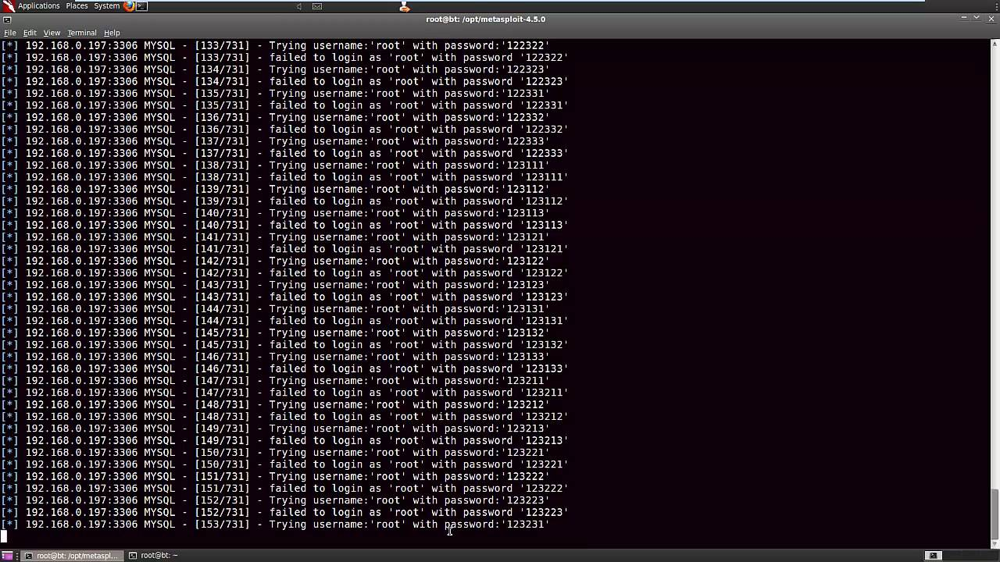 Applications Places System
root@bt: /opt/metasploit-4.5.0
File Edit View Terminal Help
[*] 192.168.0.197:3306 MYSQL - [133/731] - Trying username:'root' with password:'122322'
[*] 192.168.0.197:3306 MYSQL - [133/731] - failed to login as 'root' with password '122322'
[*] 192.168.0.197:3306 MYSQL - [134/731] - Trying username:'root' with password:'122323'
[*] 192.168.0.197:3306 MYSQL - [134/731] - failed to login as 'root' with password '122323'
[*] 192.168.0.197:3306 MYSQL - [135/731] - Trying username:'root' with password:'122331'
[*] 192.168.0.197:3306 MYSQL - [135/731] - failed to login as 'root' with password '122331'
[*] 192.168.0.197:3306 MYSQL - [136/731] - Trying username:'root' with password:'122332'
[*] 192.168.0.197:3306 MYSQL - [136/731] - failed to login as 'root' with password '122332'
[*] 192.168.0.197:3306 MYSQL - [137/731] - Trying username:'root' with password:'122333'
[*] 192.168.0.197:3306 MYSQL - [137/731] - failed to login as 'root' with password '122333'
[*] 192.168.0.197:3306 MYSQL - [138/731] - Trying username:'root' with password:'123111'
[*] 192.168.0.197:3306 MYSQL - [138/731] - failed to login as 'root' with password '123111'
[*] 192.168.0.197:3306 MYSQL - [139/731] - Trying username:'root' with password:'123112'
[*] 192.168.0.197:3306 MYSQL - [139/731] - failed to login as 'root' with password '123112'
[*] 192.168.0.197:3306 MYSQL - [140/731] - Trying username:'root' with password:'123113'
[*] 192.168.0.197:3306 MYSQL - [140/731] - failed to login as 'root' with password '123113'
[*] 192.168.0.197:3306 MYSQL - [141/731] - Trying username:'root' with password:'123121'
[*] 192.168.0.197:3306 MYSQL - [141/731] - failed to login as 'root' with password '123121'
[*] 192.168.0.197:3306 MYSQL - [142/731] - Trying username:'root' with password:'123122'
[*] 192.168.0.197:3306 MYSQL - [142/731] - failed to login as 'root' with password '123122'
[*] 192.168.0.197:3306 MYSQL - [143/731] - Trying username:'root' with password:'123123'
[*] 192.168.0.197:3306 MYSQL - [143/731] - failed to login as 'root' with password '123123'
[*] 192.168.0.197:3306 MYSQL - [144/731] - Trying username:'root' with password:'123131'
[*] 192.168.0.197:3306 MYSQL - [144/731] - failed to login as 'root' with password '123131'
[*] 192.168.0.197:3306 MYSQL - [145/731] - Trying username:'root' with password:'123132'
[*] 192.168.0.197:3306 MYSQL - [145/731] - failed to login as 'root' with password '123132'
[*] 192.168.0.197:3306 MYSQL - [146/731] - Trying username:'root' with password:'123133'
[*] 192.168.0.197:3306 MYSQL - [146/731] - failed to login as 'root' with password '123133'
[*] 192.168.0.197:3306 MYSQL - [147/731] - Trying username:'root' with password:'123211'
[*] 192.168.0.197:3306 MYSQL - [147/731] - failed to login as 'root' with password '123211'
[*] 192.168.0.197:3306 MYSQL - [148/731] - Trying username:'root' with password:'123212'
[*] 192.168.0.197:3306 MYSQL - [148/731] - failed to login as 'root' with password '123212'
[*] 192.168.0.197:3306 MYSQL - [149/731] - Trying username:'root' with password:'123213'
[*] 192.168.0.197:3306 MYSQL - [149/731] - failed to login as 'root' with password '123213'
[*] 192.168.0.197:3306 MYSQL - [150/731] - Trying username:'root' with password:'123221'
[*] 192.168.0.197:3306 MYSQL - [150/731] - failed to login as 'root' with password '123221'
[*] 192.168.0.197:3306 MYSQL - [151/731] - Trying username:'root' with password:'123222'
[*] 192.168.0.197:3306 MYSQL - [151/731] - failed to login as 'root' with password '123222'
[*] 192.168.0.197:3306 MYSQL - [152/731] - Trying username:'root' with password:'123223'
[*] 192.168.0.197:3306 MYSQL - [152/731] - failed to login as 'root' with password '123223'
[*] 192.168.0.197:3306 MYSQL - [153/731] - Trying username:'root' with password:'123231'
root@bt: /opt/metaspl... root@bt: ~